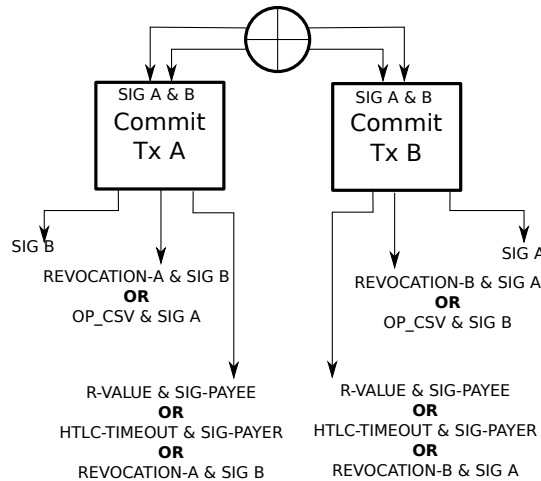 SIG A & B
Commit
Tx A
SIG A & B
Commit
Tx B
SIG B
REVOCATION-A & SIG B
OR
OP_CSV & SIG A
SIG A
REVOCATION-B & SIG A
OR
OP_CSV & SIG B
R-VALUE & SIG-PAYEE
OR
HTLC-TIMEOUT & SIG-PAYER
OR
REVOCATION-A & SIG B
R-VALUE & SIG-PAYEE
OR
HTLC-TIMEOUT & SIG-PAYER
OR
REVOCATION-B & SIG A